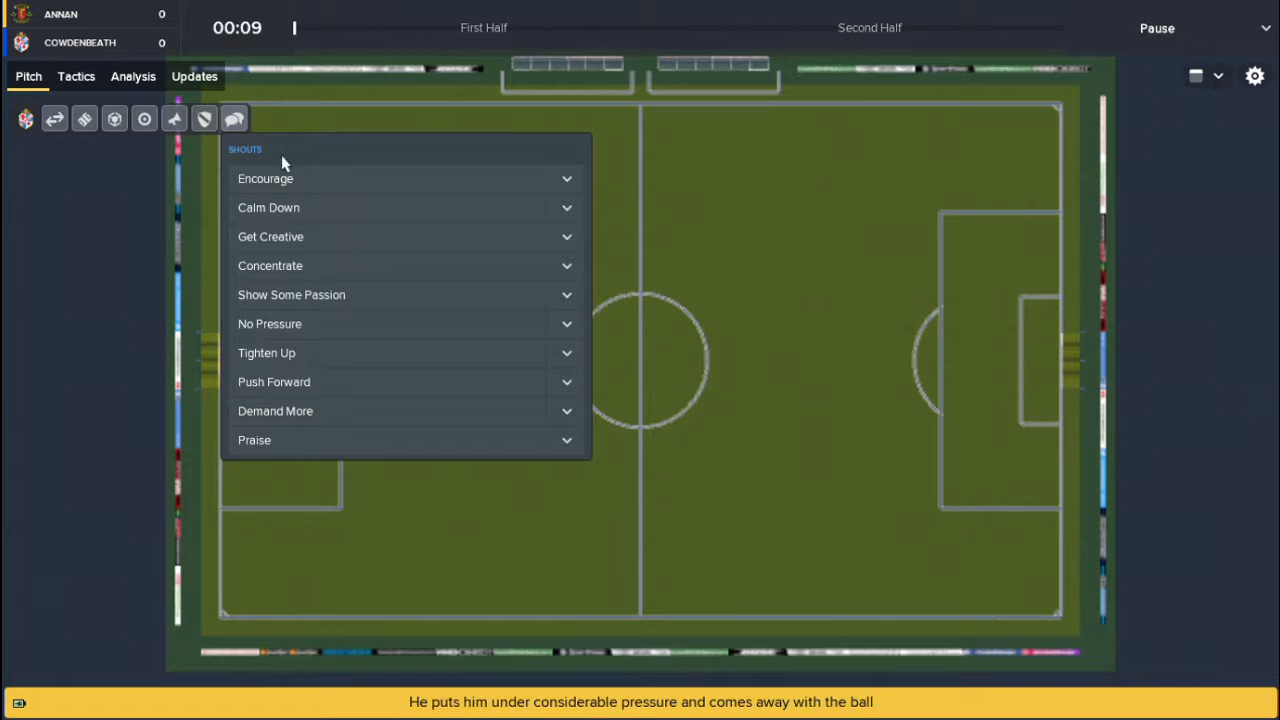 ANNAN 0
COWDENBEATH 0
00:09
First Half
Second Half
Pause
Pitch
Tactics
Analysis
Updates
SHOUTS
Encourage
Calm Down
Get Creative
Concentrate
Show Some Passion
No Pressure
Tighten Up
Push Forward
Demand More
Praise
He puts him under considerable pressure and comes away with the ball